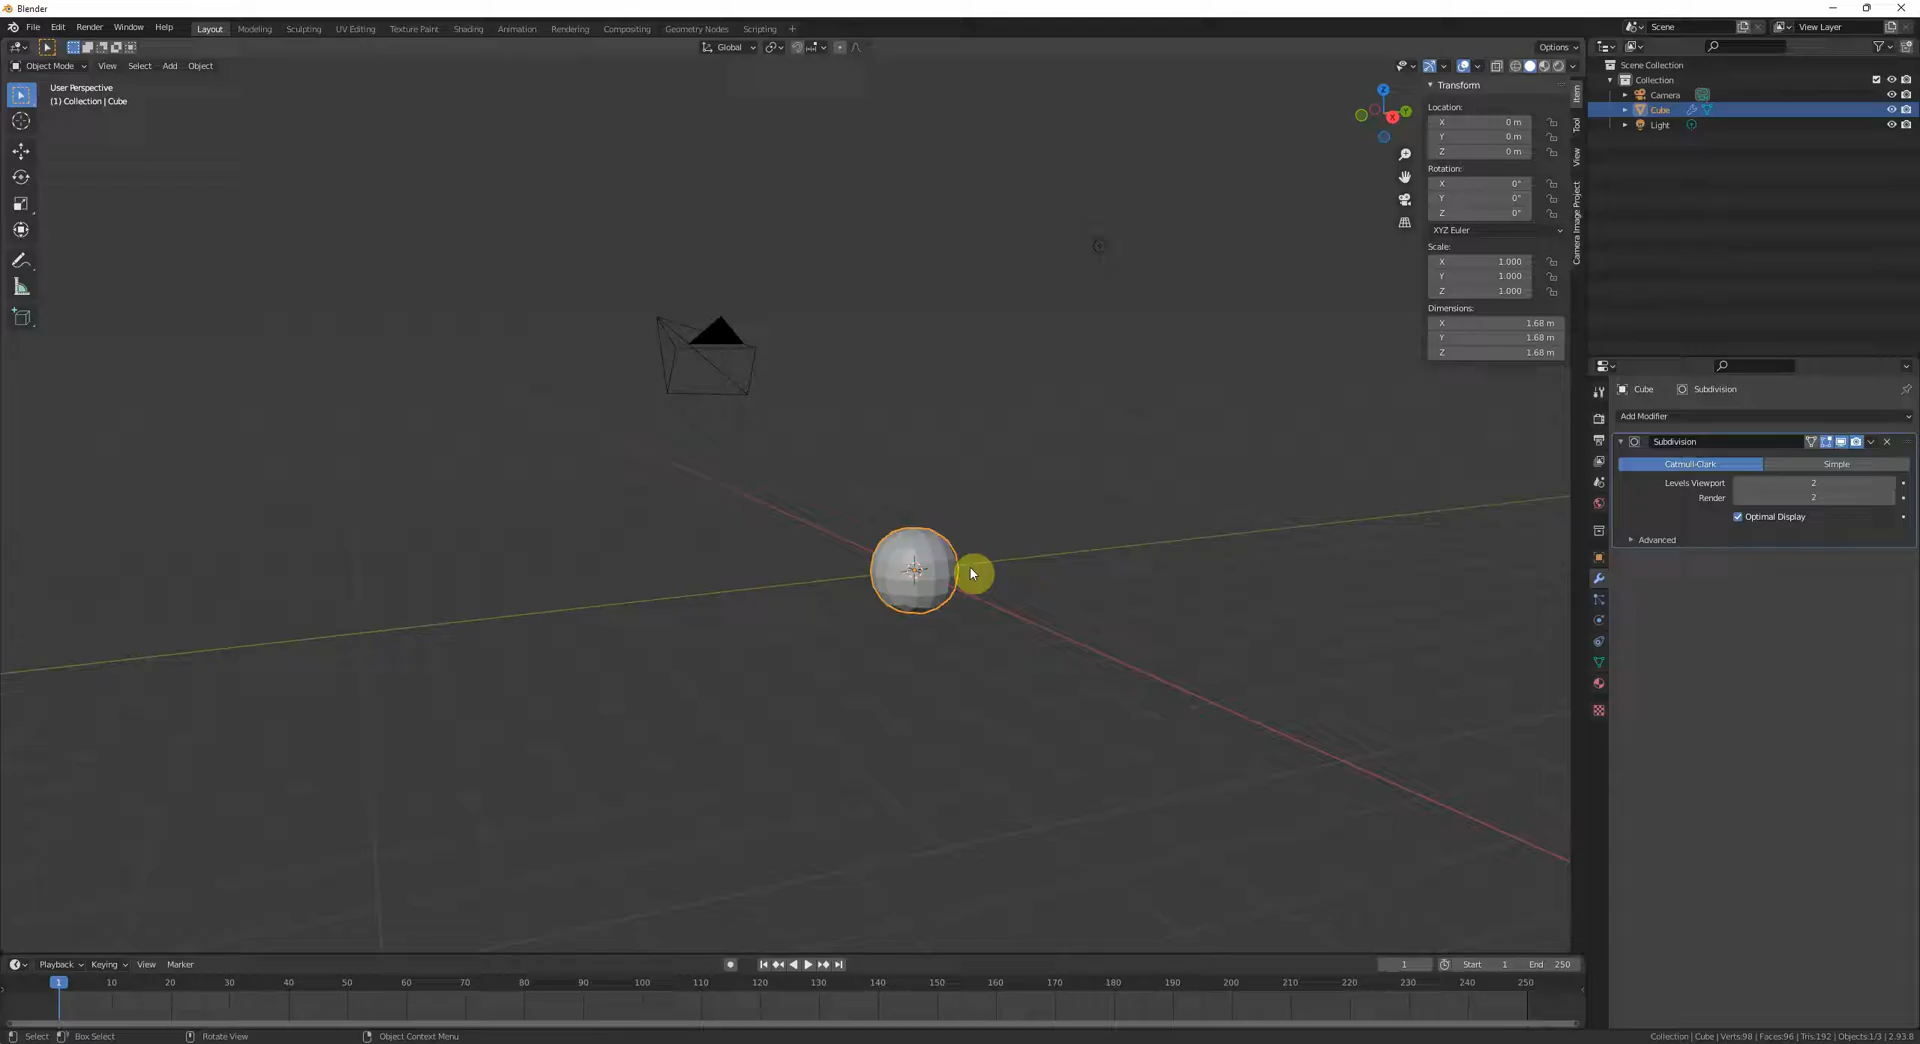 Blender
File Edit Render Window Help
Layout Modeling Sculpting UV Editing Texture Paint Shading Animation Rendering Compositing Geometry Nodes Scripting +
Scene
View Layer
Global
Options
Object Mode View Select Add Object
User Perspective
(1) Collection | Cube
Z
Y
X
Transform
Location:
X 0 m
Y 0 m
Z 0 m
Rotation:
X 0°
Y 0°
Z 0°
XYZ Euler
Scale:
X 1.000
Y 1.000
Z 1.000
Dimensions:
X 1.68 m
Y 1.68 m
Z 1.68 m
Item
Tool
View
Camera Image Project
Scene Collection
Collection
Camera
Cube
Light
Cube Subdivision
Add Modifier
Subdivision
Catmull-Clark Simple
Levels Viewport 2
Render 2
Optimal Display
Advanced
Playback Keying View Marker
1 Start 1 End 250
1 10 20 30 40 50 60 70 80 90 100 110 120 130 140 150 160 170 180 190 200 210 220 230 240 250
Select Box Select Rotate View Object Context Menu
Collection | Cube | Verts:98 | Faces:96 | Tris:192 | Objects:1/3 | 2.93.8